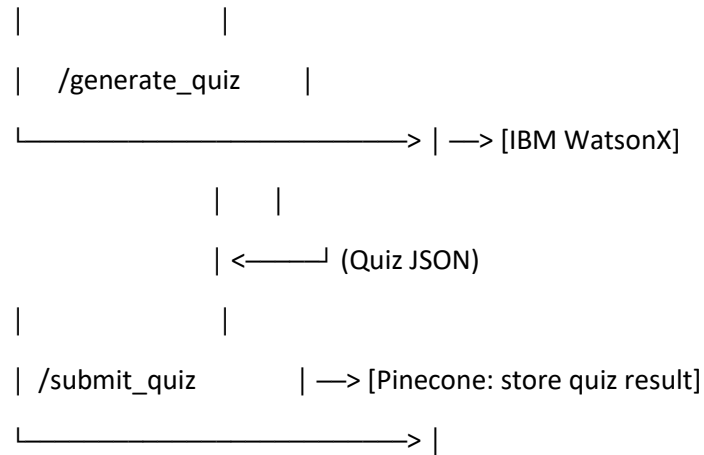 /generate_quiz
[IBM WatsonX]
(Quiz JSON)
/submit_quiz [Pinecone: store quiz result]